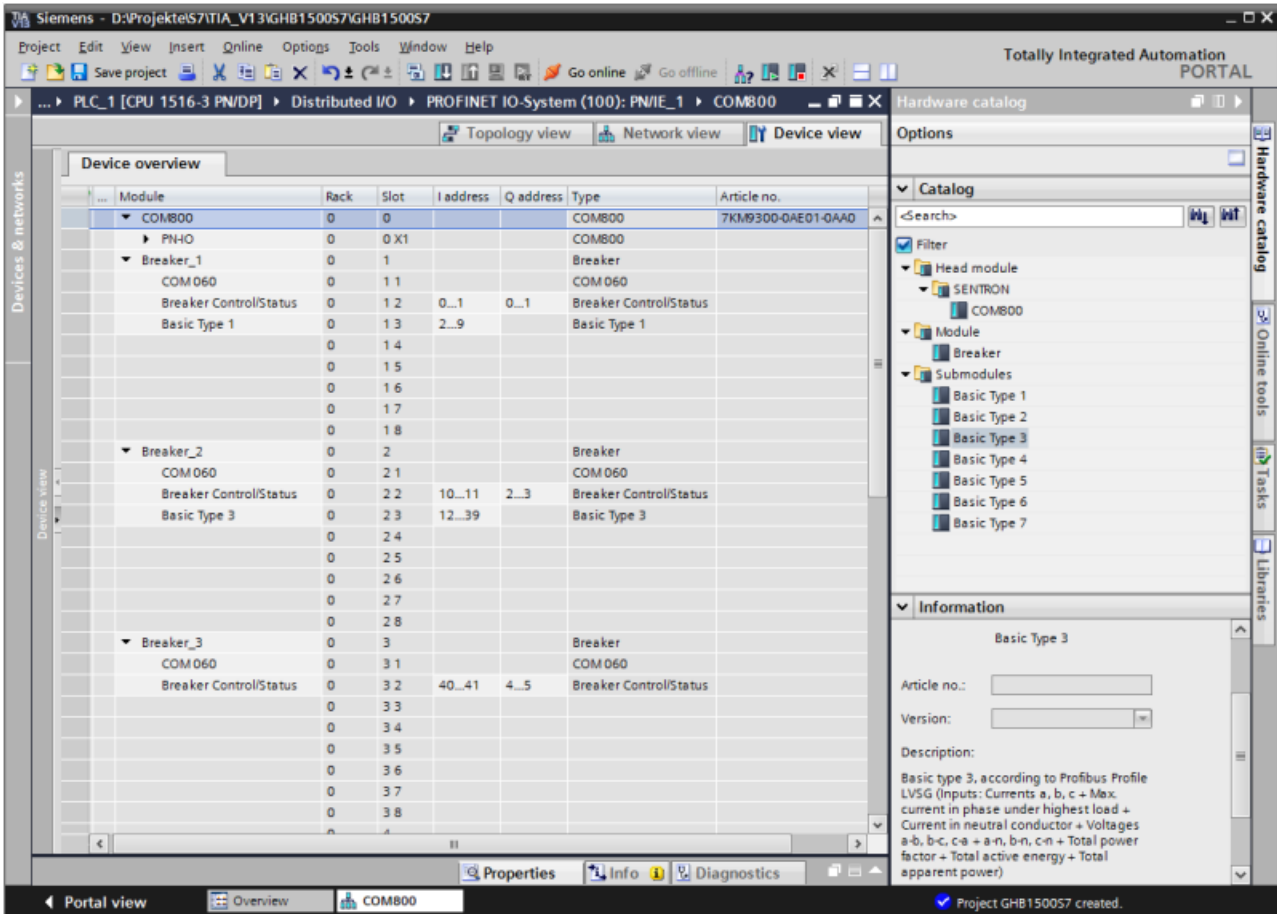 Siemens - D:\Projekte\S7\TIA_V13\GHB1500S7\GHB1500S7
Project Edit View Insert Online Options Tools Window Help
Totally Integrated Automation
PORTAL
Save project Go online Go offline
... PLC_1 [CPU 1516-3 PN/DP] Distributed I/O PROFINET IO-System (100): PN/IE_1 COM800
Hardware catalog
Topology view Network view Device view
Options
Device overview
... Module Rack Slot I address Q address Type Article no.
COM800 0 0 COM800 7KM9300-0AE01-0AA0
PN-IO 0 0 X1 COM800
Breaker_1 0 1 Breaker
COM 060 0 1 1 COM 060
Breaker Control/Status 0 1 2 0...1 0...1 Breaker Control/Status
Basic Type 1 0 1 3 2...9 Basic Type 1
0 1 4
0 1 5
0 1 6
0 1 7
0 1 8
Breaker_2 0 2 Breaker
COM 060 0 2 1 COM 060
Breaker Control/Status 0 2 2 10...11 2...3 Breaker Control/Status
Basic Type 3 0 2 3 12...39 Basic Type 3
0 2 4
0 2 5
0 2 6
0 2 7
0 2 8
Breaker_3 0 3 Breaker
COM 060 0 3 1 COM 060
Breaker Control/Status 0 3 2 40...41 4...5 Breaker Control/Status
0 3 3
0 3 4
0 3 5
0 3 6
0 3 7
0 3 8
Catalog
<Search>
Filter
Head module
SENTRON
COM800
Module
Breaker
Submodules
Basic Type 1
Basic Type 2
Basic Type 3
Basic Type 4
Basic Type 5
Basic Type 6
Basic Type 7
Information
Basic Type 3
Article no.:
Version:
Description:
Basic type 3, according to Profibus Profile
LVSG (Inputs: Currents a, b, c + Max.
current in phase under highest load +
Current in neutral conductor + Voltages
a-b, b-c, c-a + a-n, b-n, c-n + Total power
factor + Total active energy + Total
apparent power)
Devices & networks
Device view
Hardware catalog
Online tools
Tasks
Libraries
Properties Info Diagnostics
Portal view Overview COM800
Project GHB1500S7 created.